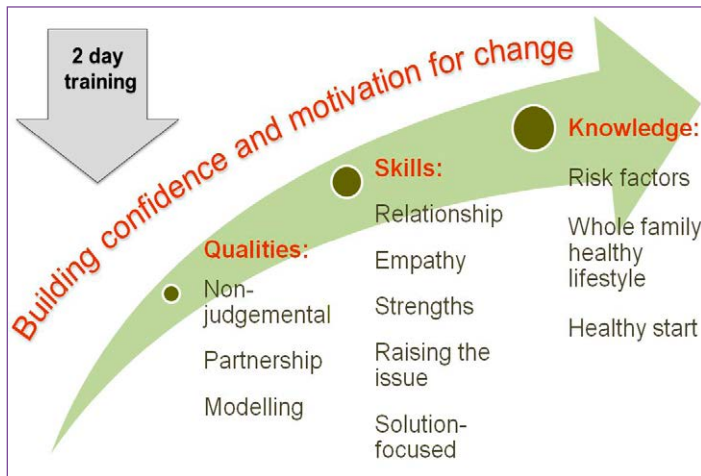 2 day
training
Building confidence and motivation for change
Qualities:
Non-
judgemental
Partnership
Modelling
Skills:
Relationship
Empathy
Strengths
Raising the
issue
Solution-
focused
Knowledge:
Risk factors
Whole family
healthy
lifestyle
Healthy start